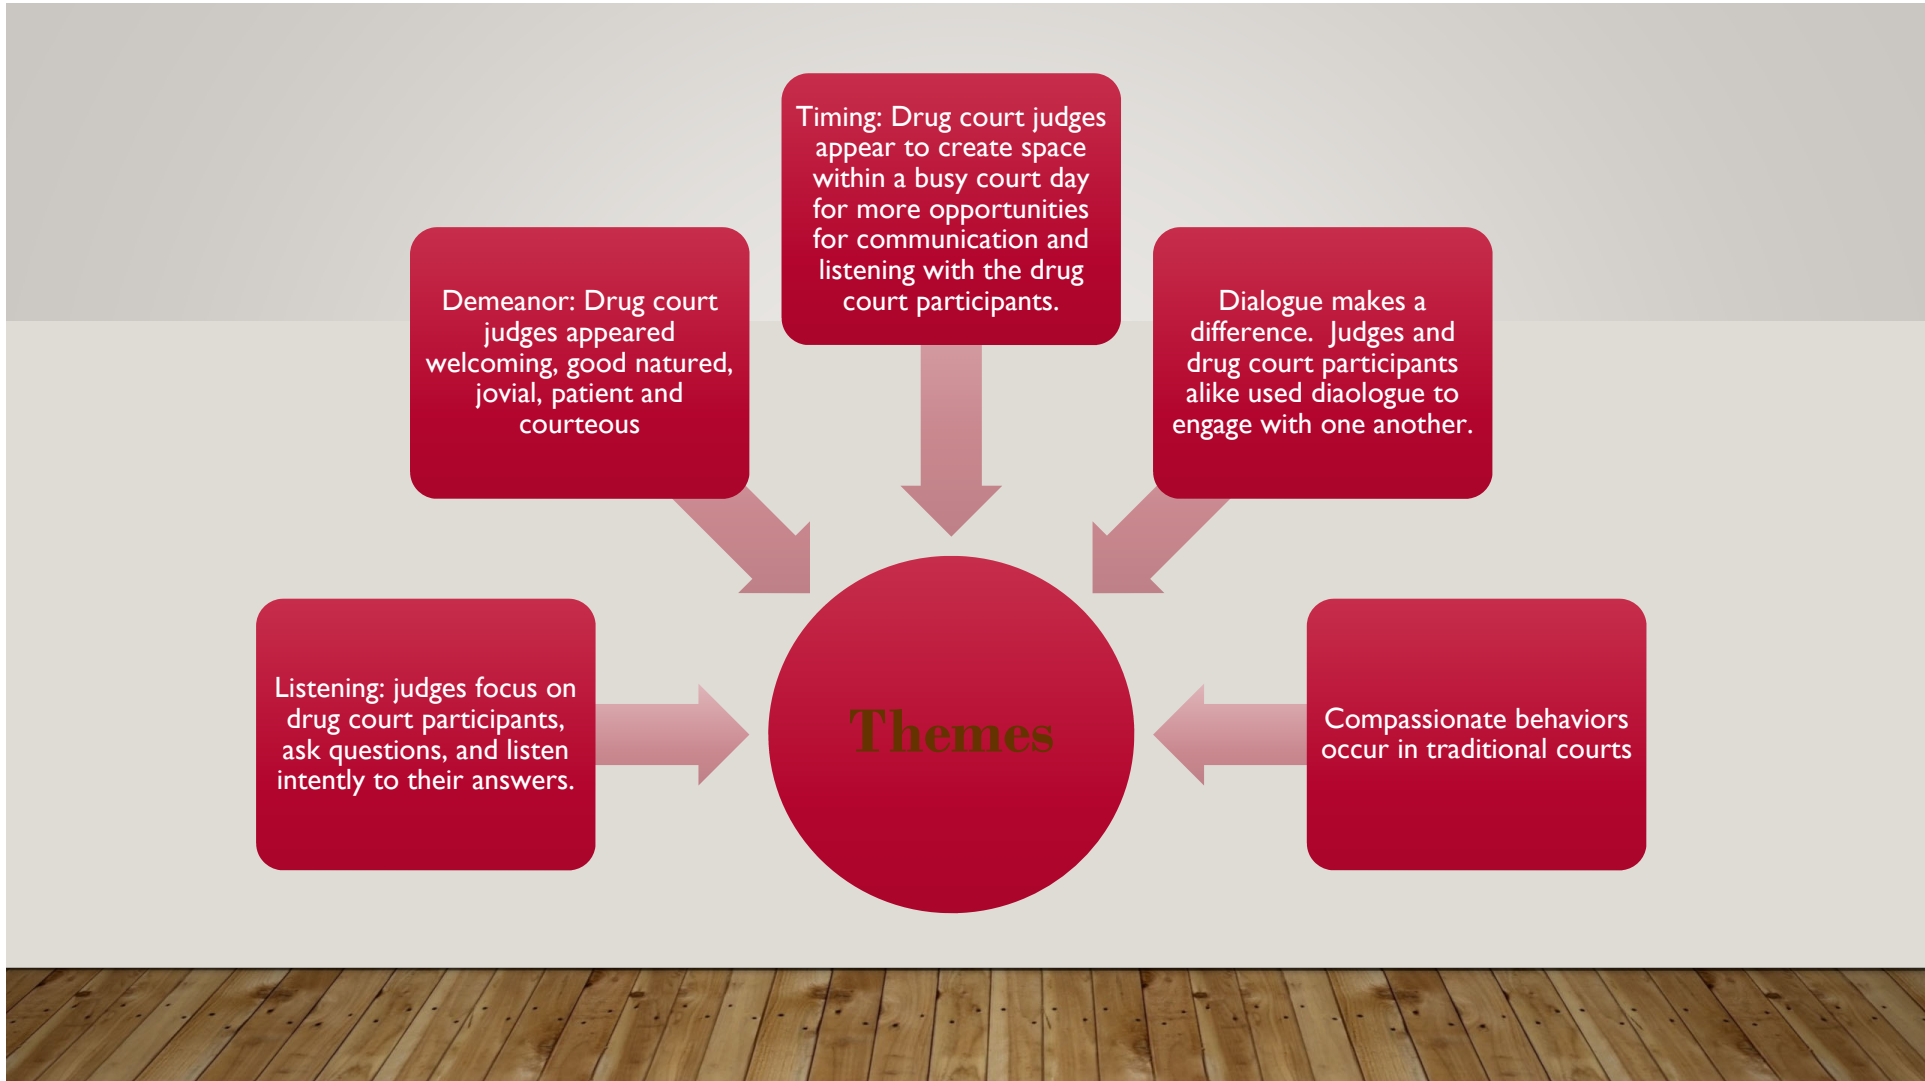 Timing: Drug court judges
appear to create space
within a busy court day
for more opportunities
for communication and
listening with the drug
court participants.
Demeanor: Drug court
judges appeared
welcoming, good natured,
jovial, patient and
courteous
Dialogue makes a
difference.  Judges and
drug court participants
alike used diaologue to
engage with one another.
Listening: judges focus on
drug court participants,
ask questions, and listen
intently to their answers.
Themes
Compassionate behaviors
occur in traditional courts